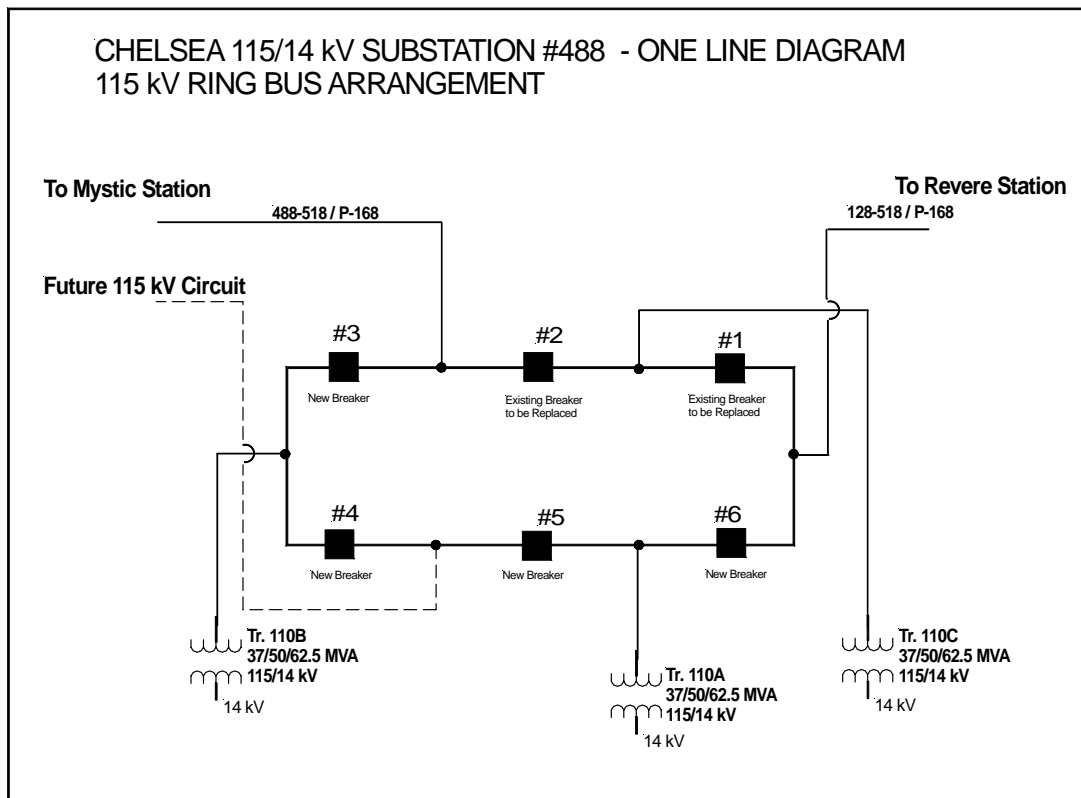 CHELSEA 115/14 kV SUBSTATION #488 - ONE LINE DIAGRAM
115 kV RING BUS ARRANGEMENT
To Mystic Station
488-518 / P-168
To Revere Station
128-518 / P-168
Future 115 kV Circuit
#3
New Breaker
#2
Existing Breaker
to be Replaced
#1
Existing Breaker
to be Replaced
#4
New Breaker
#5
New Breaker
#6
New Breaker
Tr. 110B
37/50/62.5 MVA
115/14 kV
14 kV
Tr. 110A
37/50/62.5 MVA
115/14 kV
14 kV
Tr. 110C
37/50/62.5 MVA
115/14 kV
14 kV